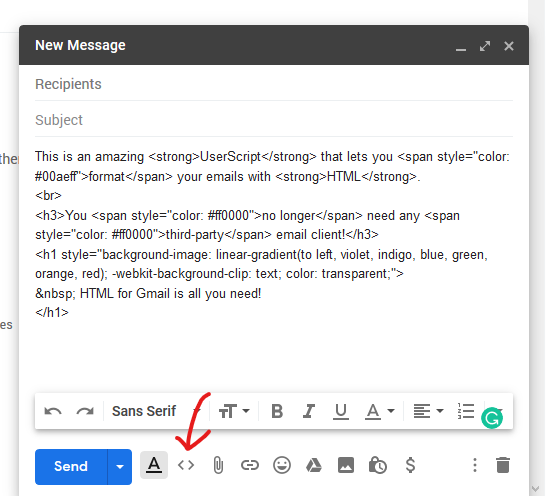 New Message
Recipients
ther
Subject
This is an amazing <strong>UserScript</strong> that lets you <span style="color:
#00aeff">format</span> your emails with <strong>HTML</strong>.
<br>
<h3>You <span style="color: #ff0000">no longer</span> need any <span
style="color: #ff0000">third-party</span> email client!</h3>
<h1 style="background-image: linear-gradient(to left, violet, indigo, blue, green,
orange, red); -webkit-background-clip: text; color: transparent;">
&nbsp; HTML for Gmail is all you need!
es
</h1>
Sans Serif
Send